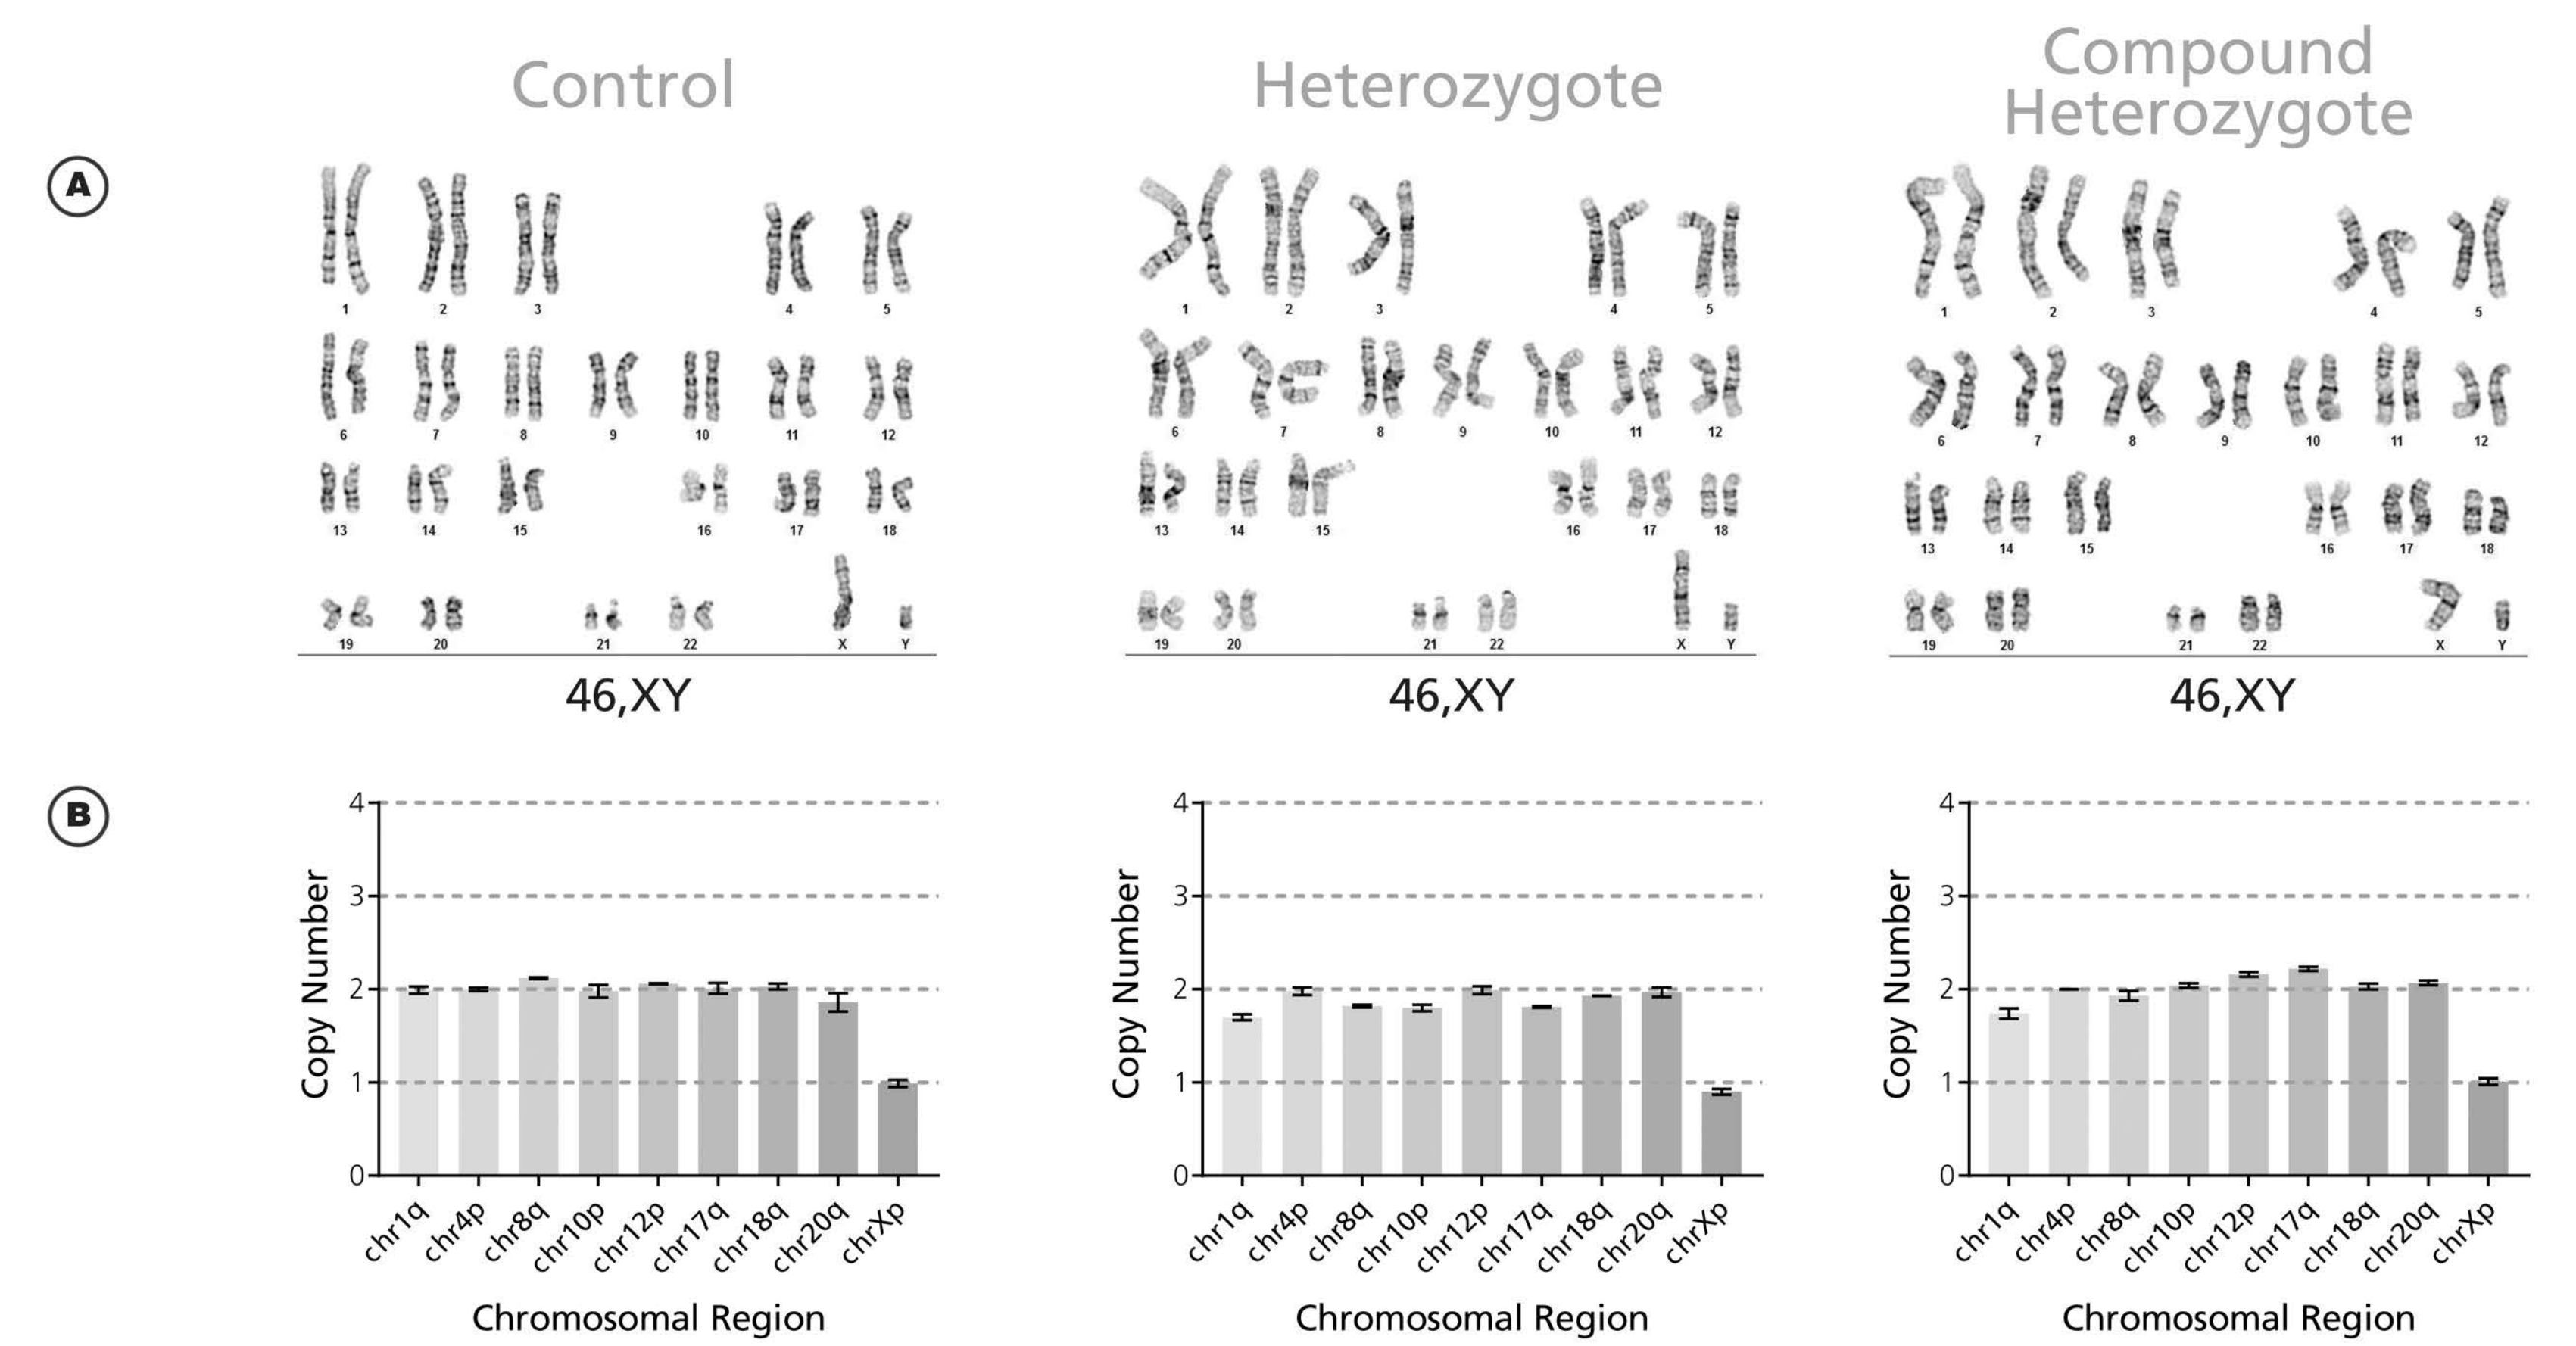 Control
Heterozygote
Compound
Heterozygote
A
1 2 3 4 5
6 7 8 9 10 11 12
13 14 15 16 17 18
19 20 21 22 X Y
46,XY
1 2 3 4 5
6 7 8 9 10 11 12
13 14 15 16 17 18
19 20 21 22 X Y
46,XY
1 2 3 4 5
6 7 8 9 10 11 12
13 14 15 16 17 18
19 20 21 22 X Y
46,XY
B
Copy Number
4
3
2
1
0
chr1q chr4p chr8q chr10p chr12p chr17q chr18q chr20q chrXp
Chromosomal Region
Copy Number
4
3
2
1
0
chr1q chr4p chr8q chr10p chr12p chr17q chr18q chr20q chrXp
Chromosomal Region
Copy Number
4
3
2
1
0
chr1q chr4p chr8q chr10p chr12p chr17q chr18q chr20q chrXp
Chromosomal Region